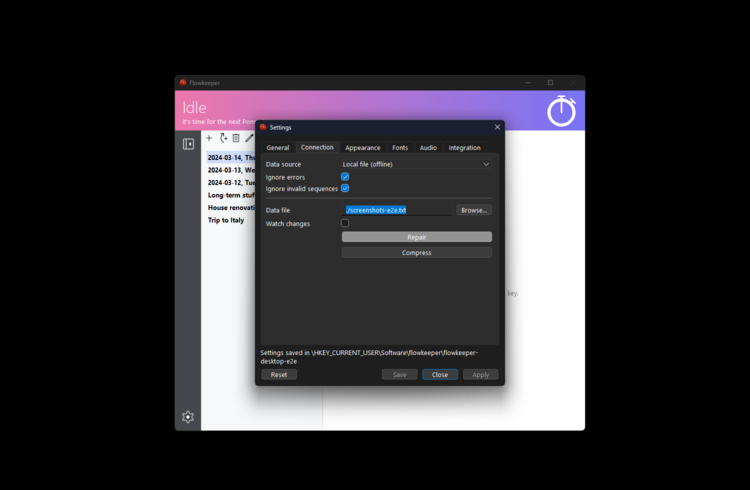 Flowkeeper
Idle
It's time for the next Pom
Settings
General Connection Appearance Fonts Audio Integration
2024-03-14, Thu
2024-03-13, We
2024-03-12, Tue
Long-term stuf
House renovati
Trip to Italy
Data source Local file (offline)
Ignore errors
Ignore invalid sequences
Data file ./screenshots-e2e.txt Browse...
Watch changes
Repair
Compress
key.
Settings saved in \HKEY_CURRENT_USER\Software\flowkeeper\flowkeeper-
desktop-e2e
Reset Save Close Apply